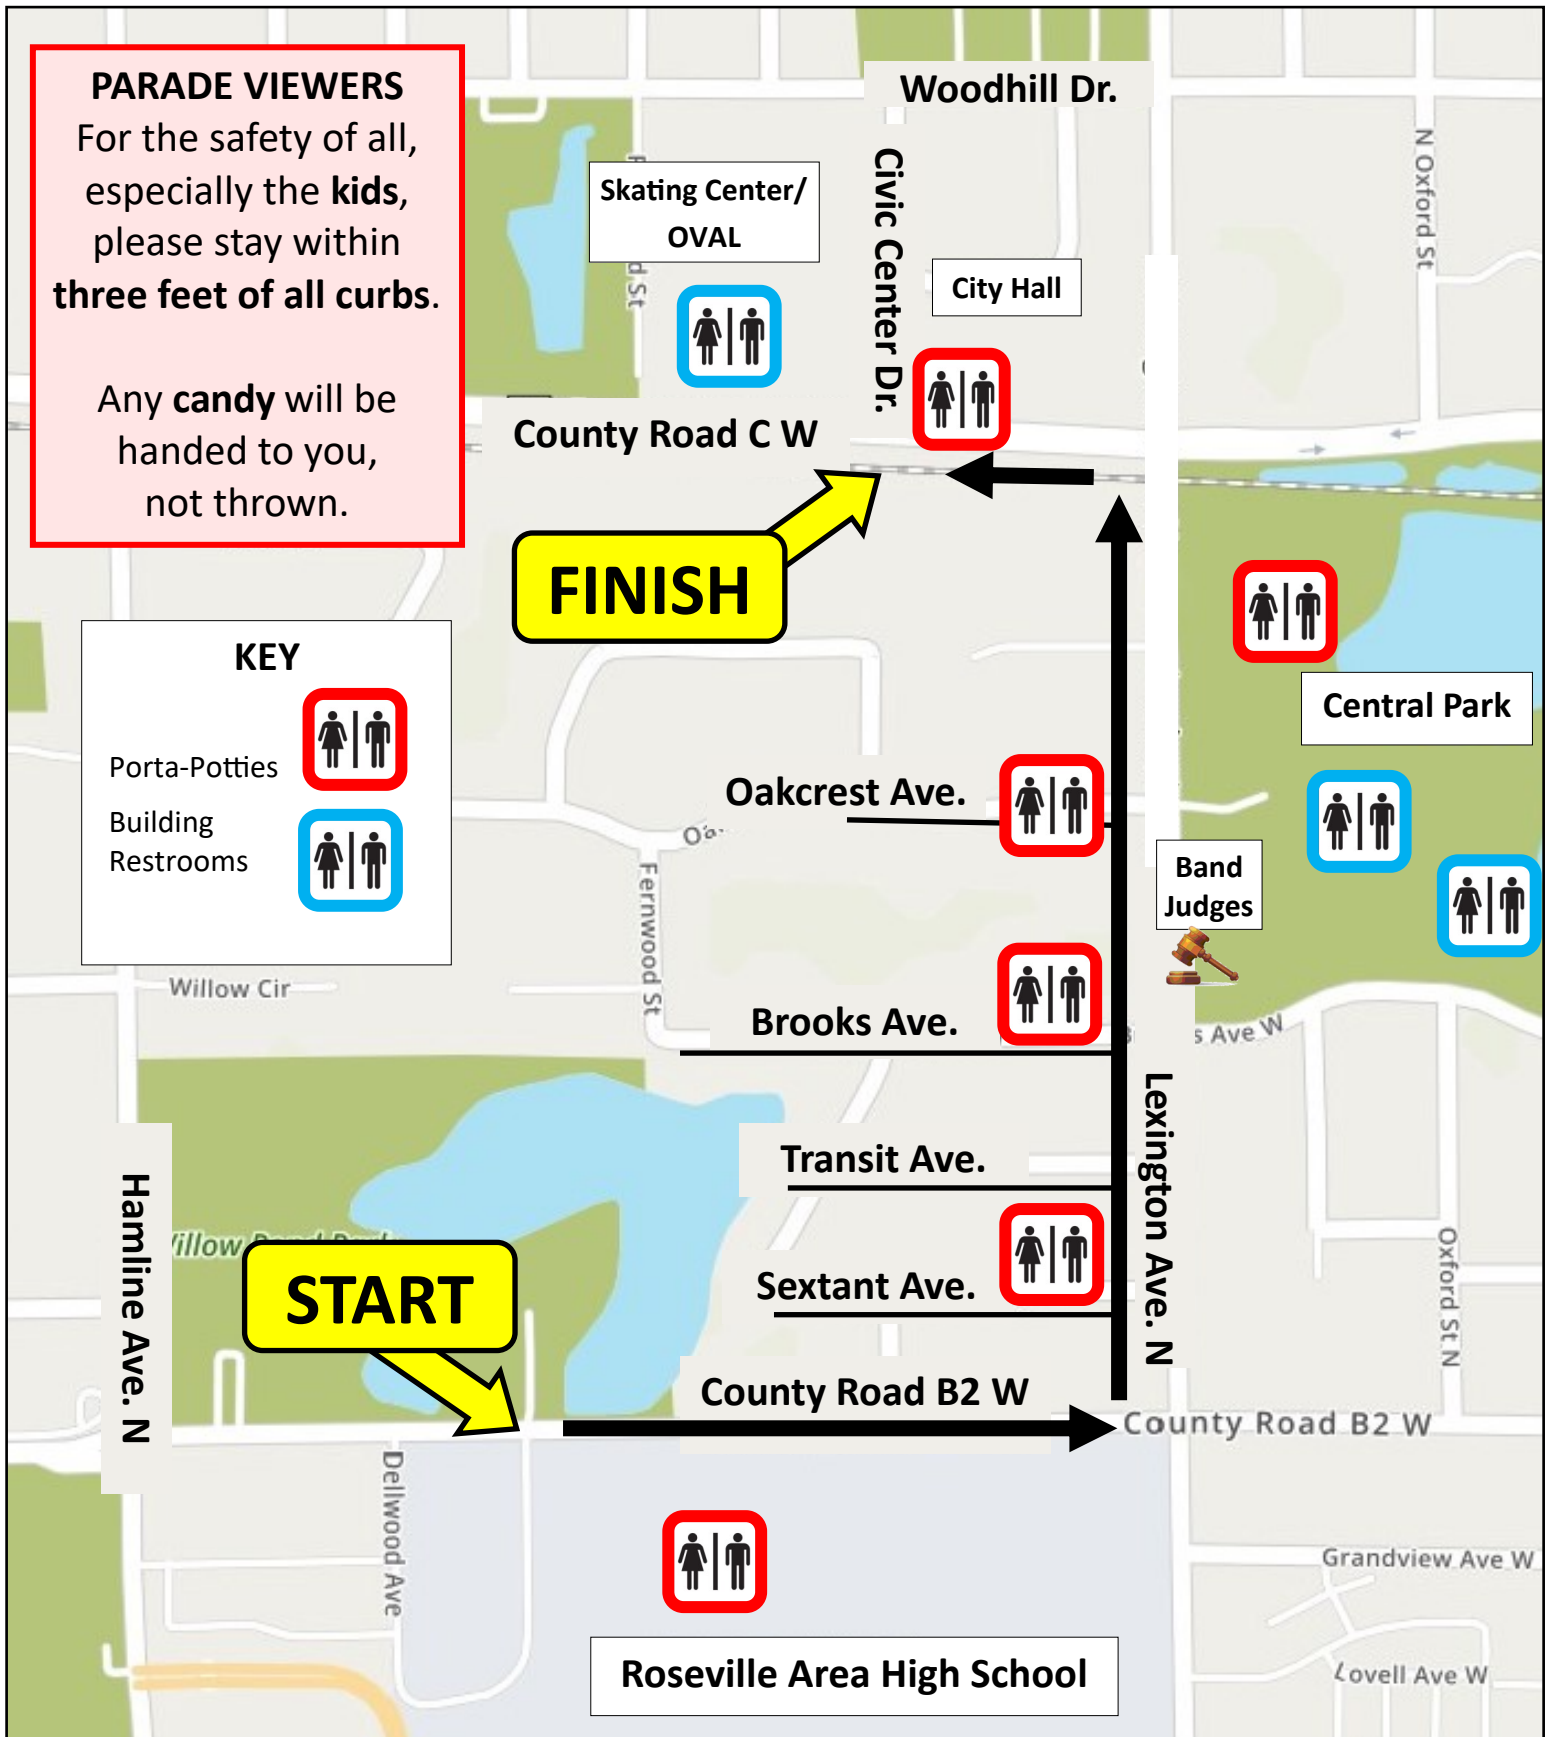 PARADE VIEWERS
For the safety of all,
especially the kids,
please stay within
three feet of all curbs.
Any candy will be
handed to you,
not thrown.
Woodhill Dr.
Civic Center Dr.
N Oxford St
Skating Center/
OVAL
City Hall
County Road C W
FINISH
KEY
Porta-Potties
Building
Restrooms
Central Park
Oakcrest Ave.
Band
Judges
Fernwood St
Willow Cir
Brooks Ave.
s Ave W
Transit Ave.
Lexington Ave. N
Hamline Ave. N
START
Sextant Ave.
Oxford St N
County Road B2 W
County Road B2 W
Dellwood Ave
Grandview Ave W
Lovell Ave W
Roseville Area High School